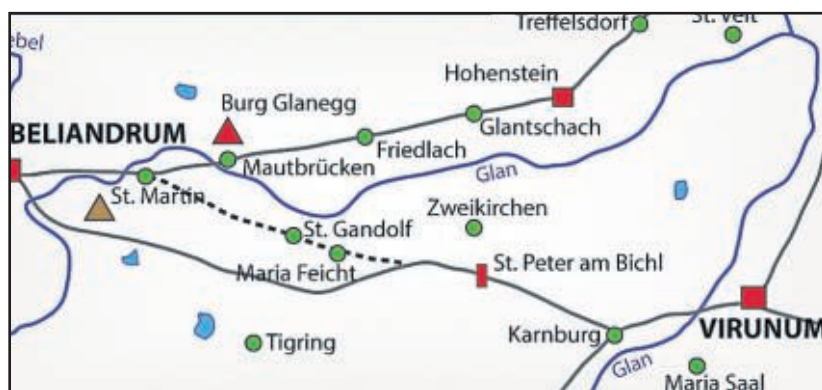 Treffelsdorf
St. Veit
ebel
Hohenstein
Burg Glanegg
BELIANDRUM
Glantschach
Friedlach
Mautbrücken
Glan
St. Martin
Zweikirchen
St. Gandolf
St. Peter am Bichl
Maria Feicht
Karnburg
VIRUNUM
Tigring
Glan
Maria Saal